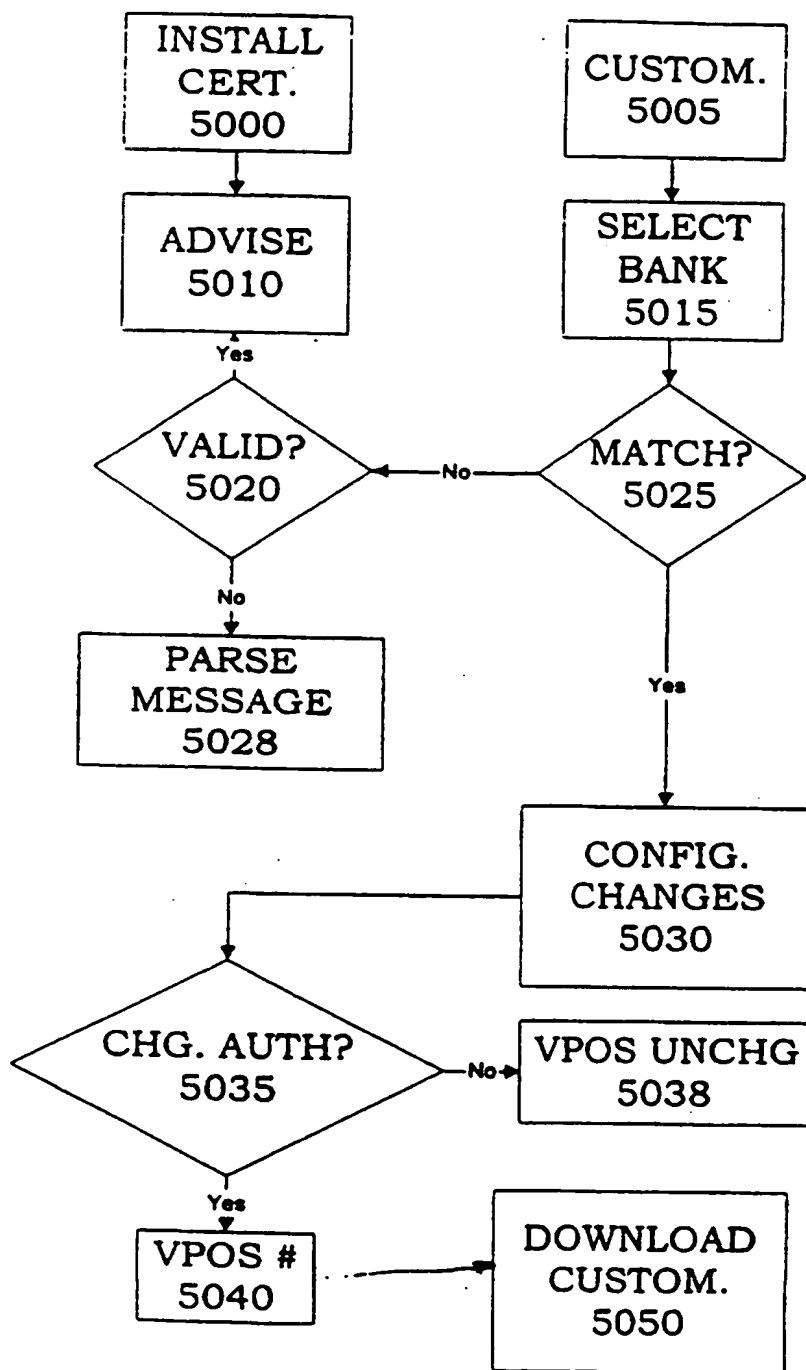 INSTALL
CERT.
5000
CUSTOM.
5005
ADVISE
5010
SELECT
BANK
5015
Yes
VALID?
5020
No
MATCH?
5025
No
PARSE
MESSAGE
5028
Yes
CONFIG.
CHANGES
5030
CHG. AUTH?
5035
No
VPOS UNCHG
5038
Yes
VPOS #
5040
DOWNLOAD
CUSTOM.
5050